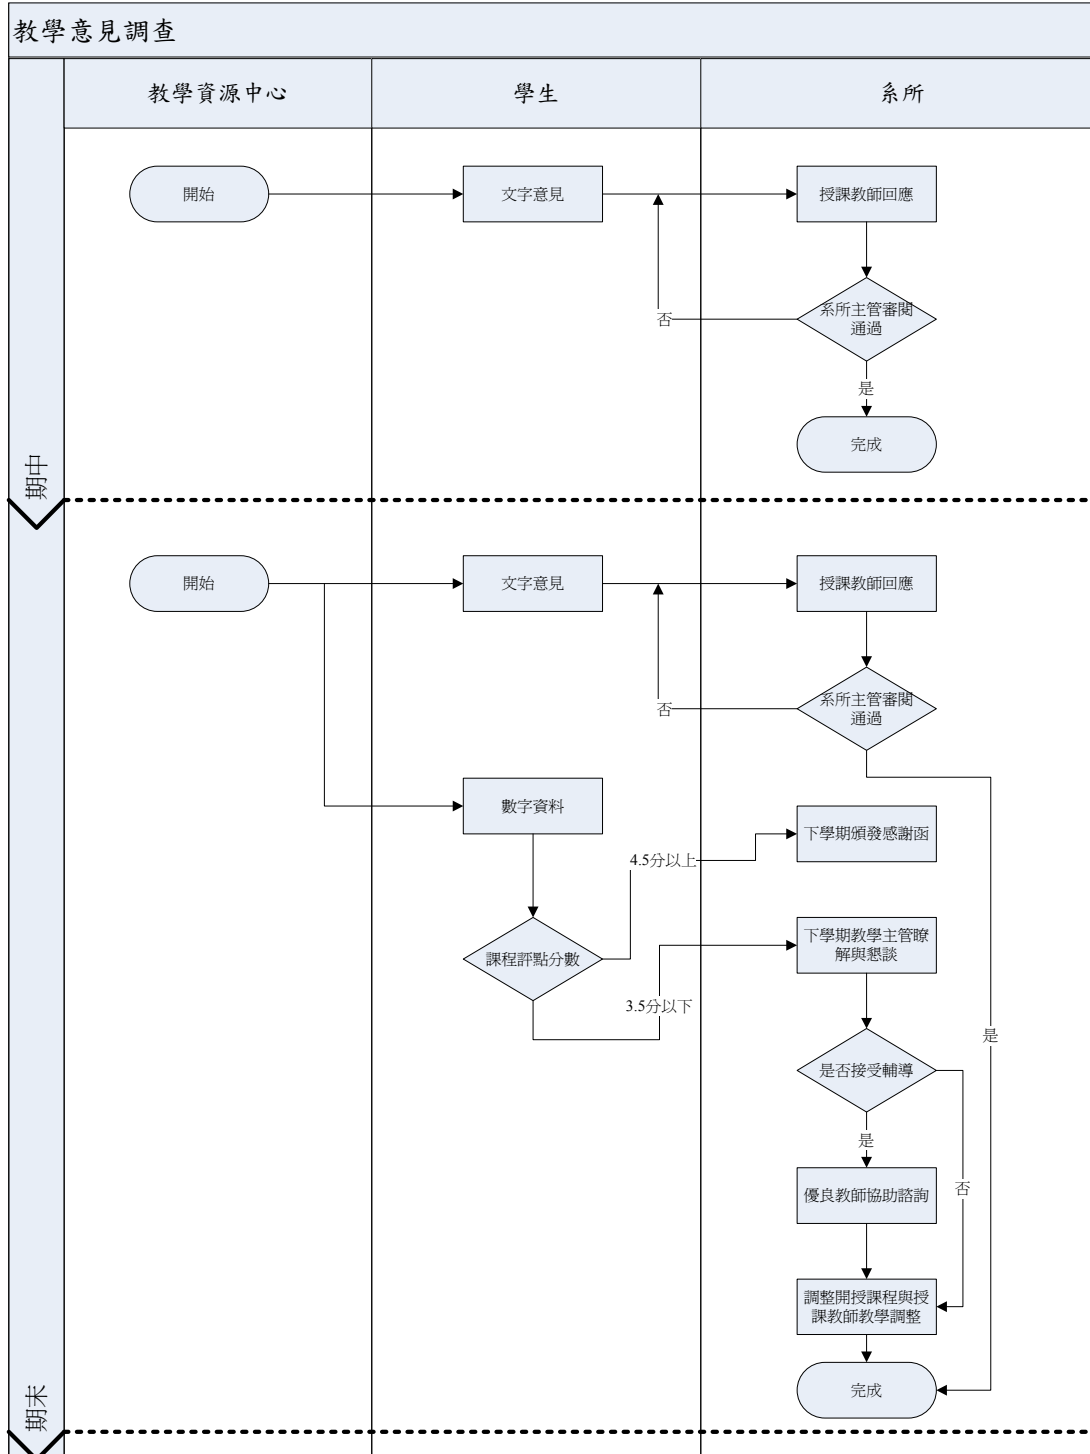 教學意見調查
教學資源中心
學生
系所
開始
文字意見
授課教師回應
系所主管審閱
通過
否
是
完成
期中
開始
文字意見
授課教師回應
系所主管審閱
通過
否
數字資料
下學期頒發感謝函
4.5分以上
課程評點分數
下學期教學主管瞭
解與懇談
3.5分以下
是
是否接受輔導
是
優良教師協助諮詢
否
調整開授課程與授
課教師教學調整
完成
期末